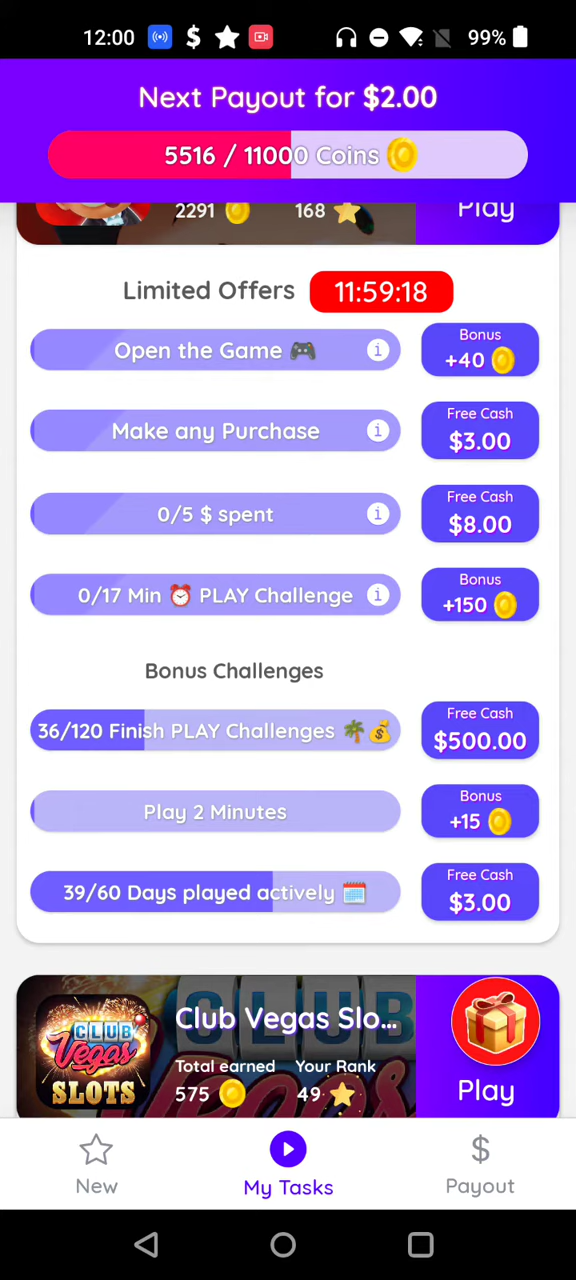 12:00
99%
Next Payout for $2.00
5516 / 11000 Coins
2291 168 Play
Limited Offers 11:59:18
Open the Game 🎮 i
Bonus
+40
Make any Purchase i
Free Cash
$3.00
0/5 $ spent i
Free Cash
$8.00
0/17 Min ⏰ PLAY Challenge i
Bonus
+150
Bonus Challenges
36/120 Finish PLAY Challenges 🌴💰
Free Cash
$500.00
Play 2 Minutes
Bonus
+15
39/60 Days played actively 🗓️
Free Cash
$3.00
CLUB
Vegas
SLOTS
Club Vegas Slo...
Total earned Your Rank
575 49
Play
New My Tasks Payout